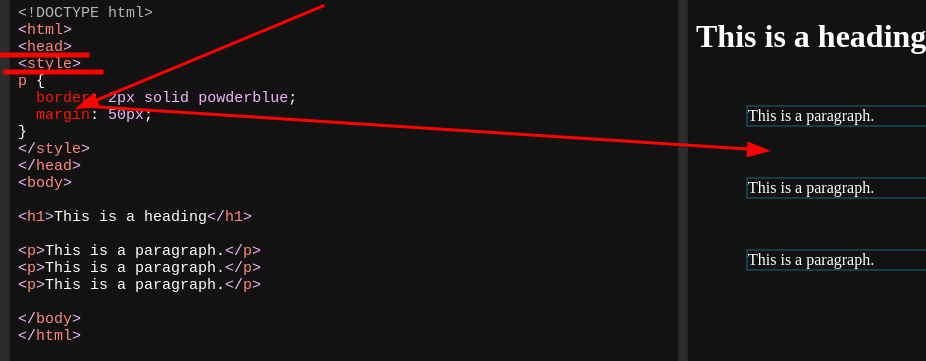 <!DOCTYPE html>
<html>
<head>
<style>
p {
  border: 2px solid powderblue;
  margin: 50px;
}
</style>
</head>
<body>

<h1>This is a heading</h1>

<p>This is a paragraph.</p>
<p>This is a paragraph.</p>
<p>This is a paragraph.</p>

</body>
</html>
This is a heading
This is a paragraph.
This is a paragraph.
This is a paragraph.